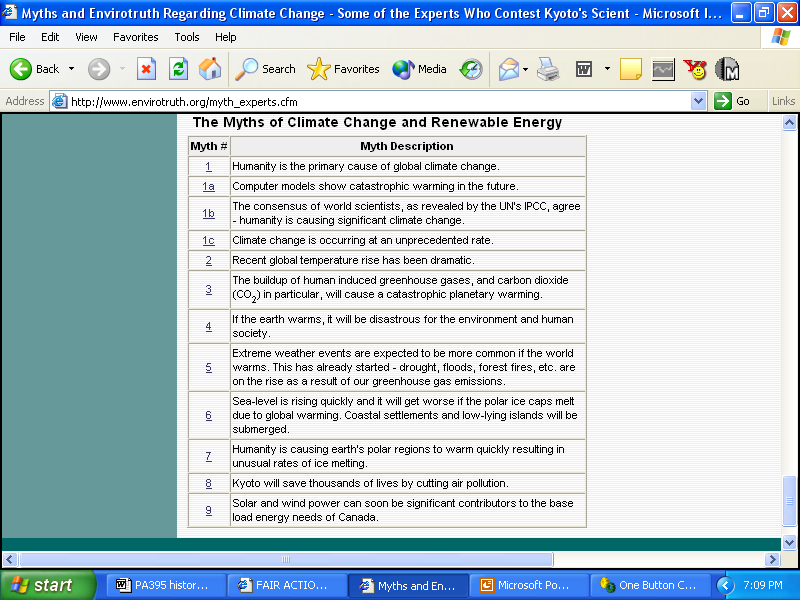 Myths and Envirotruth Regarding Climate Change - Some of the Experts Who Contest Kyoto's Scient - Microsoft I...
File Edit View Favorites Tools Help
Back Search Favorites Media
Address http://www.envirotruth.org/myth_experts.cfm Go Links
The Myths of Climate Change and Renewable Energy
Myth # Myth Description
1 Humanity is the primary cause of global climate change.
1a Computer models show catastrophic warming in the future.
1b The consensus of world scientists, as revealed by the UN's IPCC, agree
- humanity is causing significant climate change.
1c Climate change is occurring at an unprecedented rate.
2 Recent global temperature rise has been dramatic.
3 The buildup of human induced greenhouse gases, and carbon dioxide
(CO2) in particular, will cause a catastrophic planetary warming.
4 If the earth warms, it will be disastrous for the environment and human
society.
5 Extreme weather events are expected to be more common if the world
warms. This has already started - drought, floods, forest fires, etc. are
on the rise as a result of our greenhouse gas emissions.
6 Sea-level is rising quickly and it will get worse if the polar ice caps melt
due to global warming. Coastal settlements and low-lying islands will be
submerged.
7 Humanity is causing earth's polar regions to warm quickly resulting in
unusual rates of ice melting.
8 Kyoto will save thousands of lives by cutting air pollution.
9 Solar and wind power can soon be significant contributors to the base
load energy needs of Canada.
start PA395 histor... FAIR ACTIO... Myths and En... Microsoft Po... One Button C... 7:09 PM